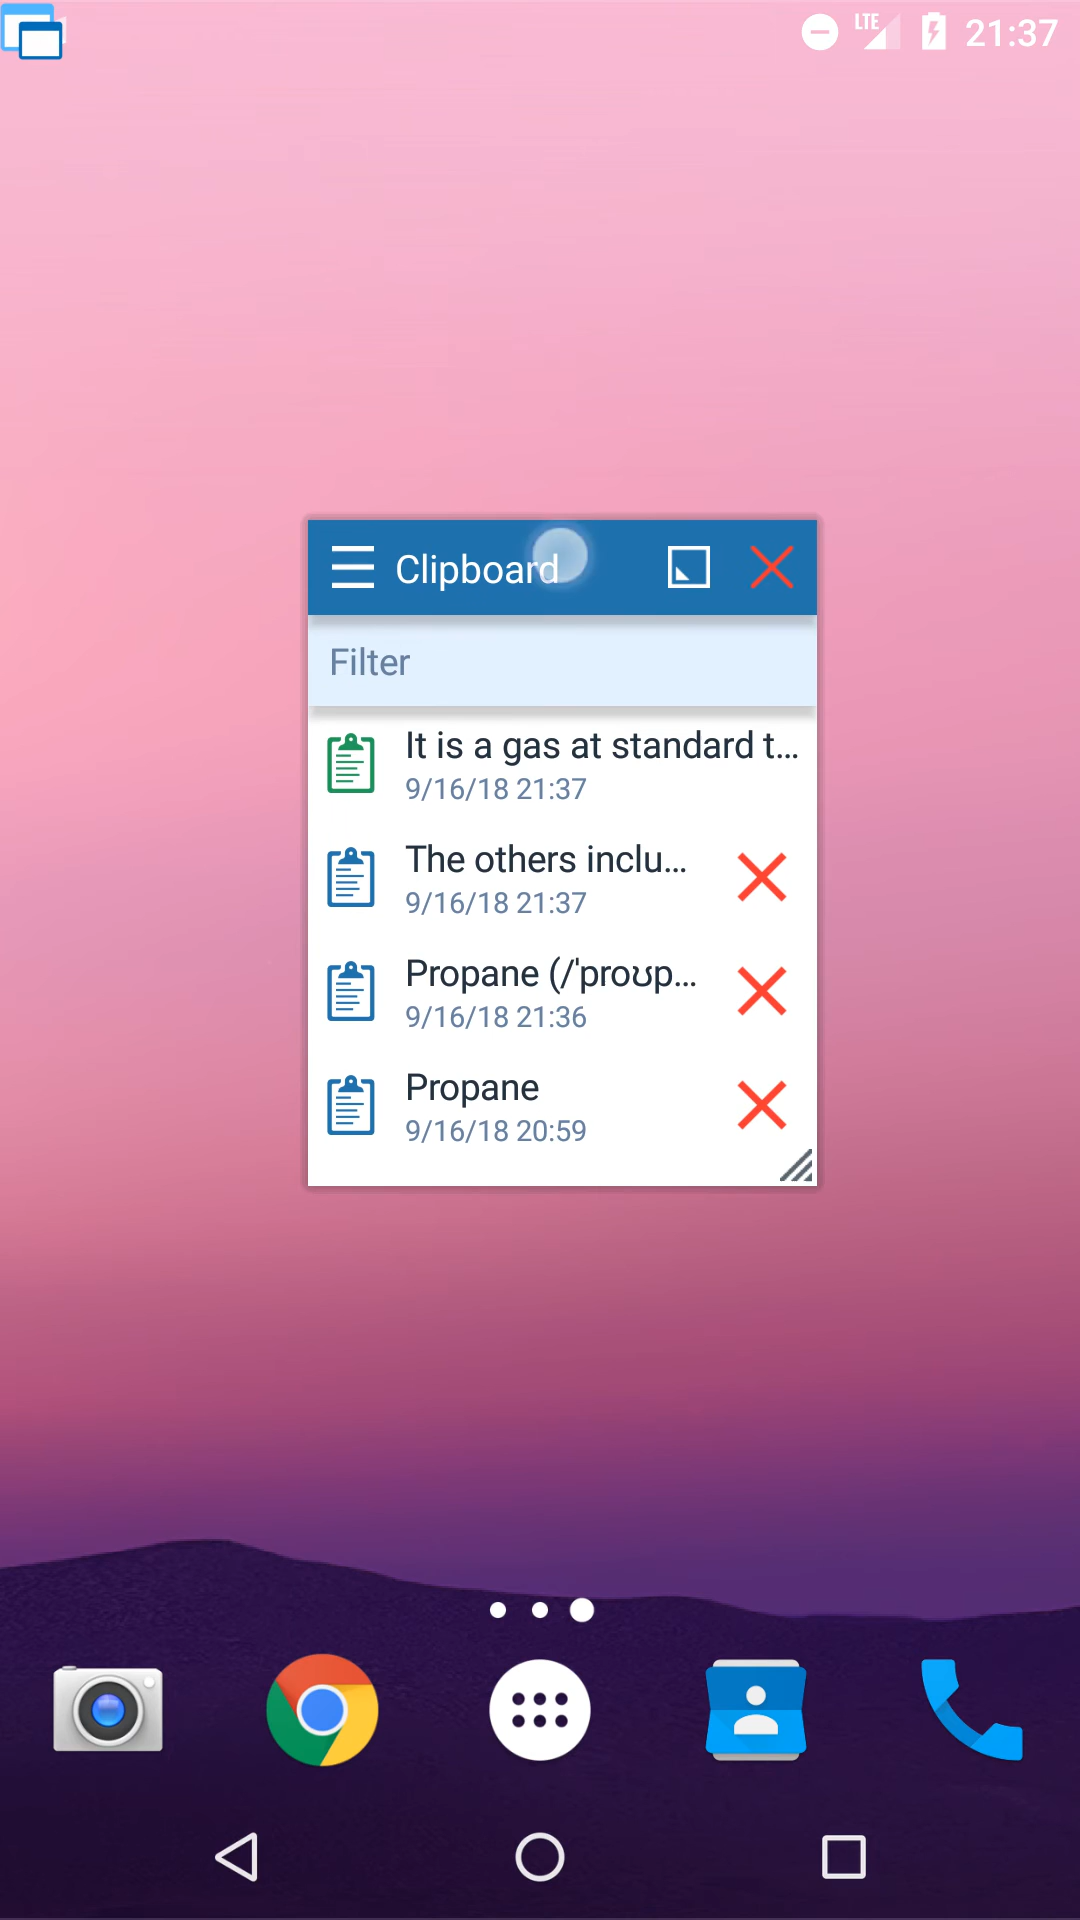 LTE 21:37
Clipboard
Filter
It is a gas at standard t...
9/16/18 21:37
The others inclu...
9/16/18 21:37
Propane (/ˈproʊp...
9/16/18 21:36
Propane
9/16/18 20:59